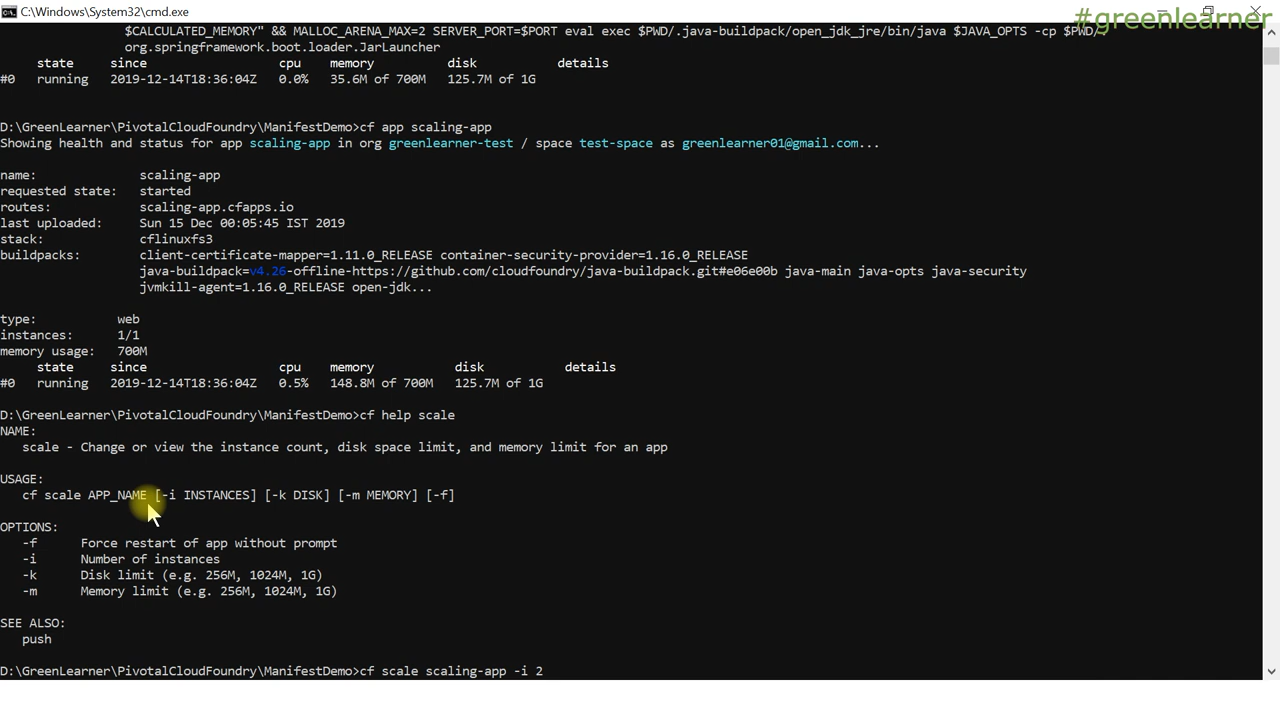 C:\Windows\System32\cmd.exe
#greenlearner
$CALCULATED_MEMORY" && MALLOC_ARENA_MAX=2 SERVER_PORT=$PORT eval exec $PWD/.java-buildpack/open_jdk_jre/bin/java $JAVA_OPTS -cp $PWD/
org.springframework.boot.loader.JarLauncher
state since cpu memory disk details
#0 running 2019-12-14T18:36:04Z 0.0% 35.6M of 700M 125.7M of 1G
D:\GreenLearner\PivotalCloudFoundry\ManifestDemo>cf app scaling-app
Showing health and status for app scaling-app in org greenlearner-test / space test-space as greenlearner01@gmail.com...
name: scaling-app
requested state: started
routes: scaling-app.cfapps.io
last uploaded: Sun 15 Dec 00:05:45 IST 2019
stack: cflinuxfs3
buildpacks: client-certificate-mapper=1.11.0_RELEASE container-security-provider=1.16.0_RELEASE
java-buildpack=v4.26-offline-https://github.com/cloudfoundry/java-buildpack.git#e06e00b java-main java-opts java-security
jvmkill-agent=1.16.0_RELEASE open-jdk...
type: web
instances: 1/1
memory usage: 700M
state since cpu memory disk details
#0 running 2019-12-14T18:36:04Z 0.5% 148.8M of 700M 125.7M of 1G
D:\GreenLearner\PivotalCloudFoundry\ManifestDemo>cf help scale
NAME:
scale - Change or view the instance count, disk space limit, and memory limit for an app
USAGE:
cf scale APP_NAME [-i INSTANCES] [-k DISK] [-m MEMORY] [-f]
OPTIONS:
-f Force restart of app without prompt
-i Number of instances
-k Disk limit (e.g. 256M, 1024M, 1G)
-m Memory limit (e.g. 256M, 1024M, 1G)
SEE ALSO:
push
D:\GreenLearner\PivotalCloudFoundry\ManifestDemo>cf scale scaling-app -i 2